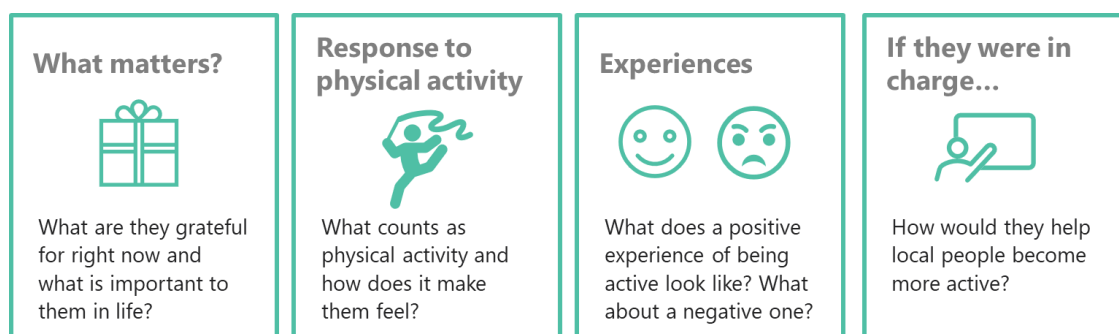 What matters?
What are they grateful
for right now and
what is important to
them in life?
Response to
physical activity
What counts as
physical activity and
how does it make
them feel?
Experiences
What does a positive
experience of being
active look like? What
about a negative one?
If they were in
charge...
How would they help
local people become
more active?